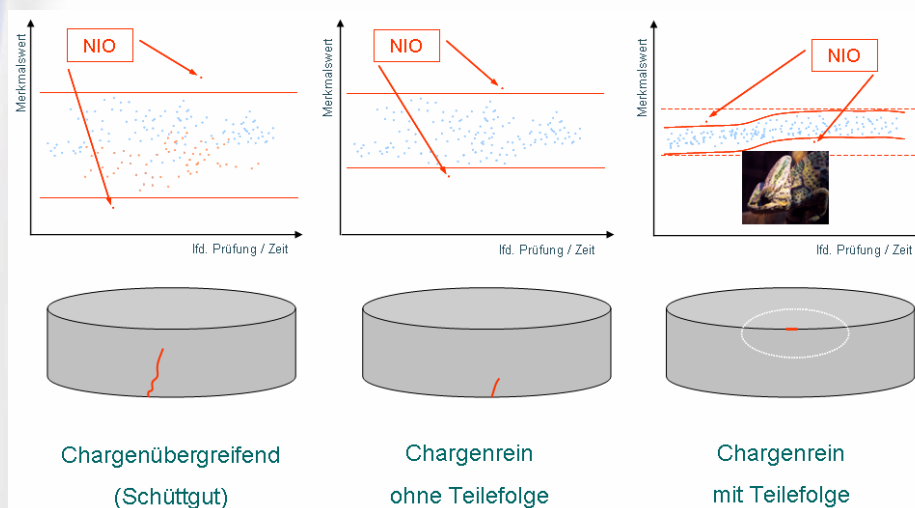 Merkmalswert
NIO
lfd. Prüfung / Zeit
Merkmalswert
NIO
lfd. Prüfung / Zeit
Merkmalswert
NIO
lfd. Prüfung / Zeit
Chargenübergreifend
(Schüttgut)
Chargenrein
ohne Teilefolge
Chargenrein
mit Teilefolge